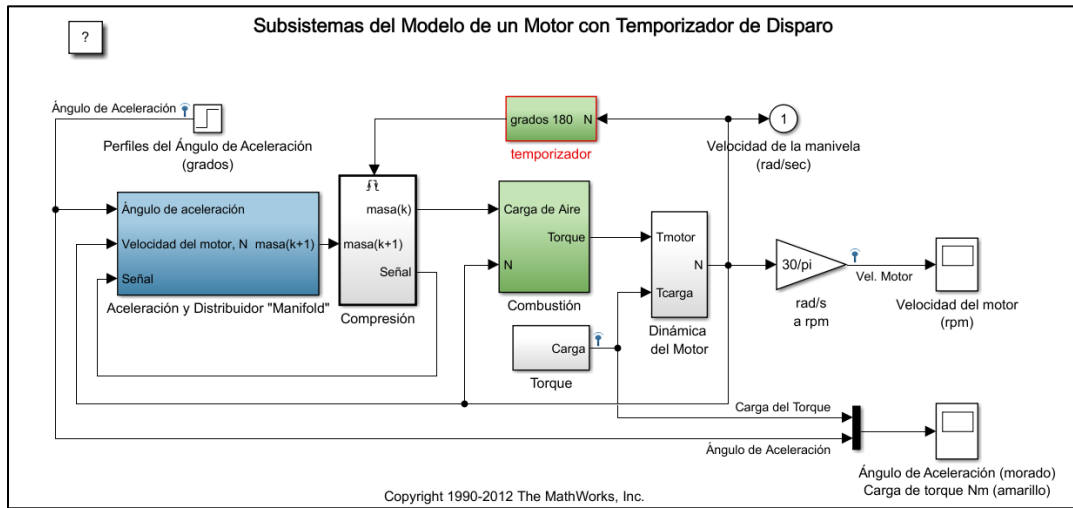 Subsistemas del Modelo de un Motor con Temporizador de Disparo
?
Ángulo de Aceleración
Perfiles del Ángulo de Aceleración
(grados)
grados 180 N
temporizador
1
Velocidad de la manivela
(rad/sec)
Ángulo de aceleración
Velocidad del motor, N masa(k+1)
Señal
Aceleración y Distribuidor "Manifold"
masa(k)
masa(k+1)
Señal
Compresión
Carga de Aire
Torque
N
Combustión
Tmotor
N
Tcarga
Dinámica
del Motor
30/pi
rad/s
a rpm
Vel. Motor
Velocidad del motor
(rpm)
Carga
Torque
Carga del Torque
Ángulo de Aceleración
Ángulo de Aceleración (morado)
Carga de torque Nm (amarillo)
Copyright 1990-2012 The MathWorks, Inc.